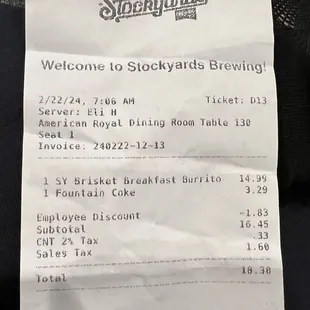 Stockyards
Welcome to Stockyards Brewing!
2/22/24, 7:06 AM Ticket: D13
Server: Eli H
American Royal Dining Room Table 130
Seat 1
Invoice: 240222-12-13
1 SY Brisket Breakfast Burrito 14.99
1 Fountain Coke 3.29
Employee Discount -1.83
Subtotal 16.45
CNT 2% Tax .33
Sales Tax 1.60
Total 18.38